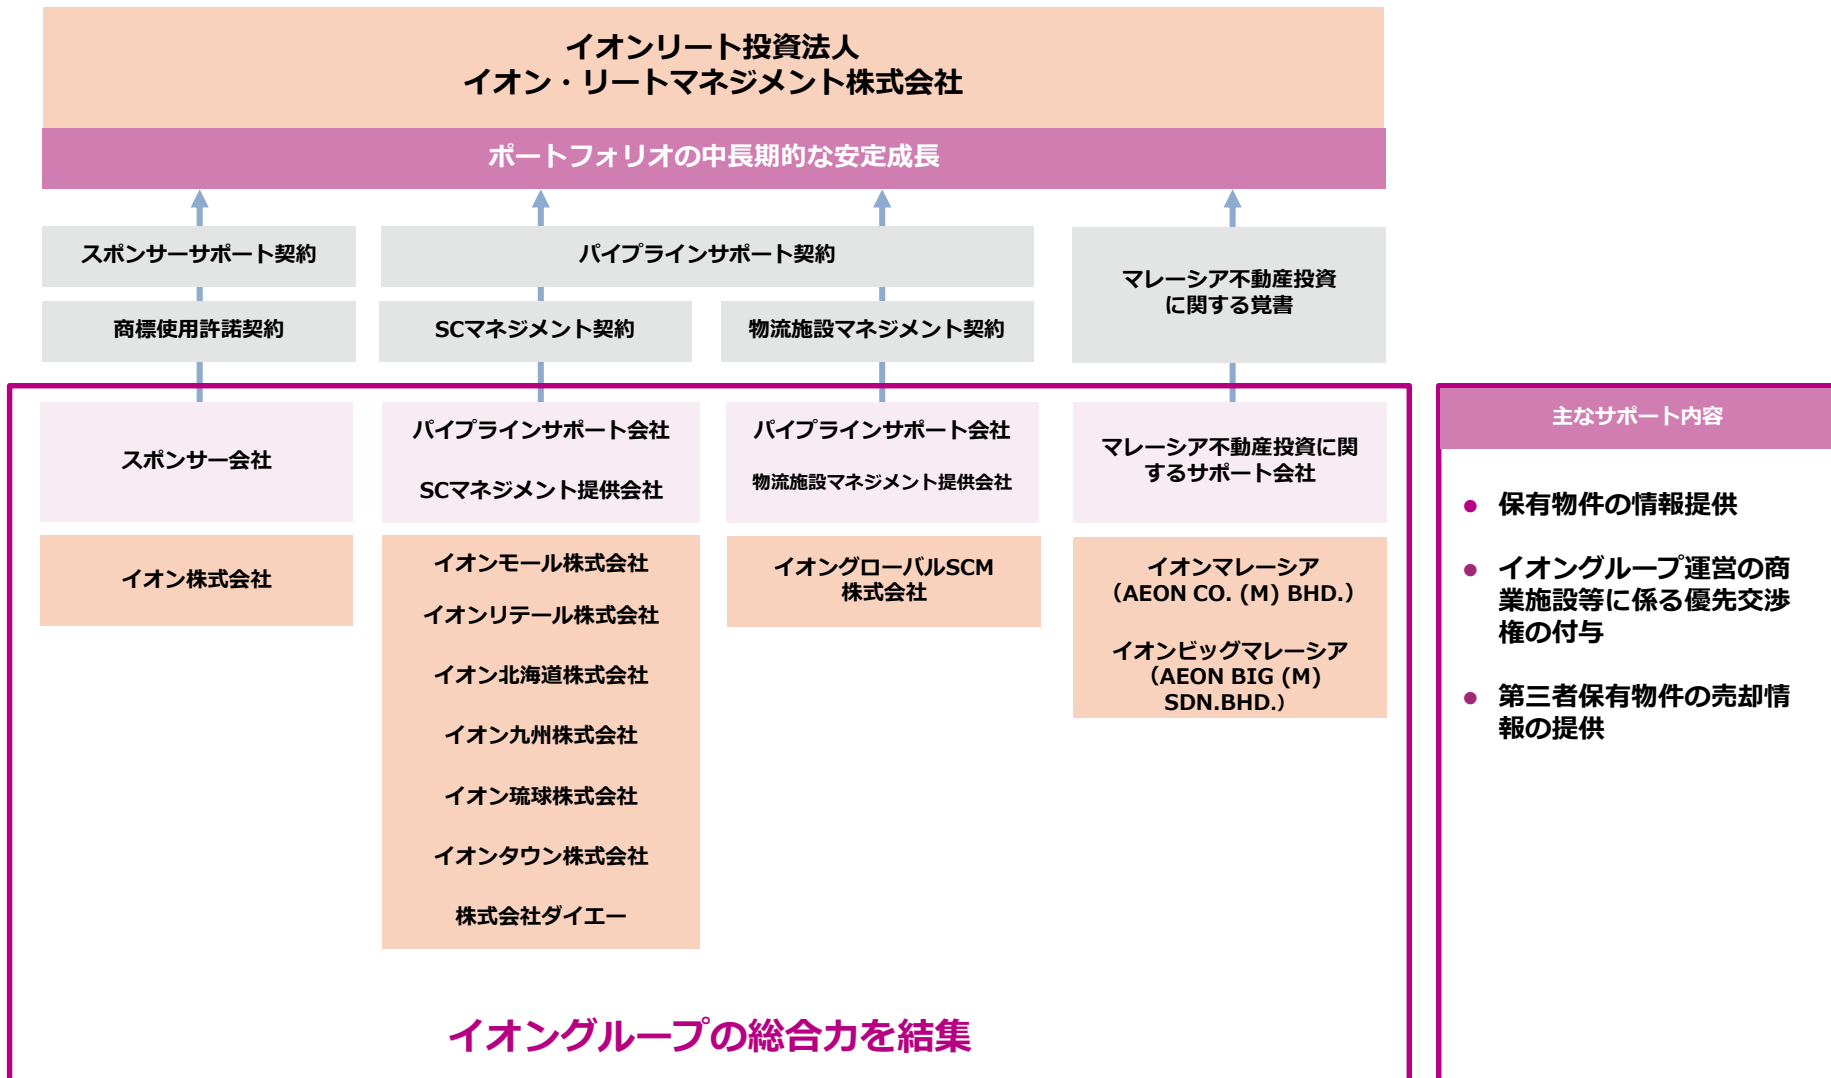 イオンリート投資法人
イオン・リートマネジメント株式会社
ポートフォリオの中長期的な安定成長
スポンサーサポート契約
パイプラインサポート契約
マレーシア不動産投資
に関する覚書
商標使用許諾契約
SCマネジメント契約
物流施設マネジメント契約
スポンサー会社
パイプラインサポート会社
SCマネジメント提供会社
パイプラインサポート会社
物流施設マネジメント提供会社
マレーシア不動産投資に関
するサポート会社
イオン株式会社
イオンモール株式会社
イオンリテール株式会社
イオン北海道株式会社
イオン九州株式会社
イオン琉球株式会社
イオンタウン株式会社
株式会社ダイエー
イオングローバルSCM
株式会社
イオンマレーシア
（AEON CO. (M) BHD.）
イオンビッグマレーシア
（AEON BIG (M)
SDN.BHD.）
イオングループの総合力を結集
主なサポート内容
● 保有物件の情報提供
● イオングループ運営の商
業施設等に係る優先交渉
権の付与
● 第三者保有物件の売却情
報の提供